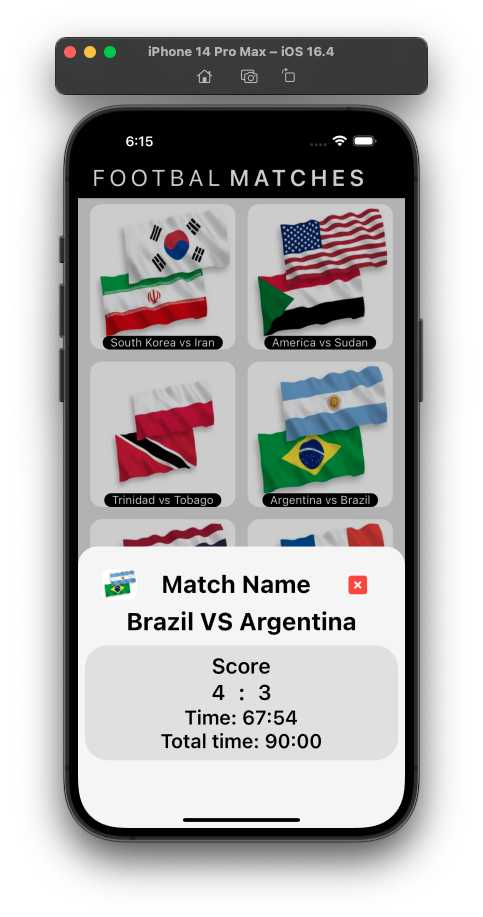 iPhone 14 Pro Max – iOS 16.4
6:15
FOOTBAL MATCHES
South Korea vs Iran
America vs Sudan
Trinidad vs Tobago
Argentina vs Brazil
Match Name
Brazil VS Argentina
Score
4 : 3
Time: 67:54
Total time: 90:00